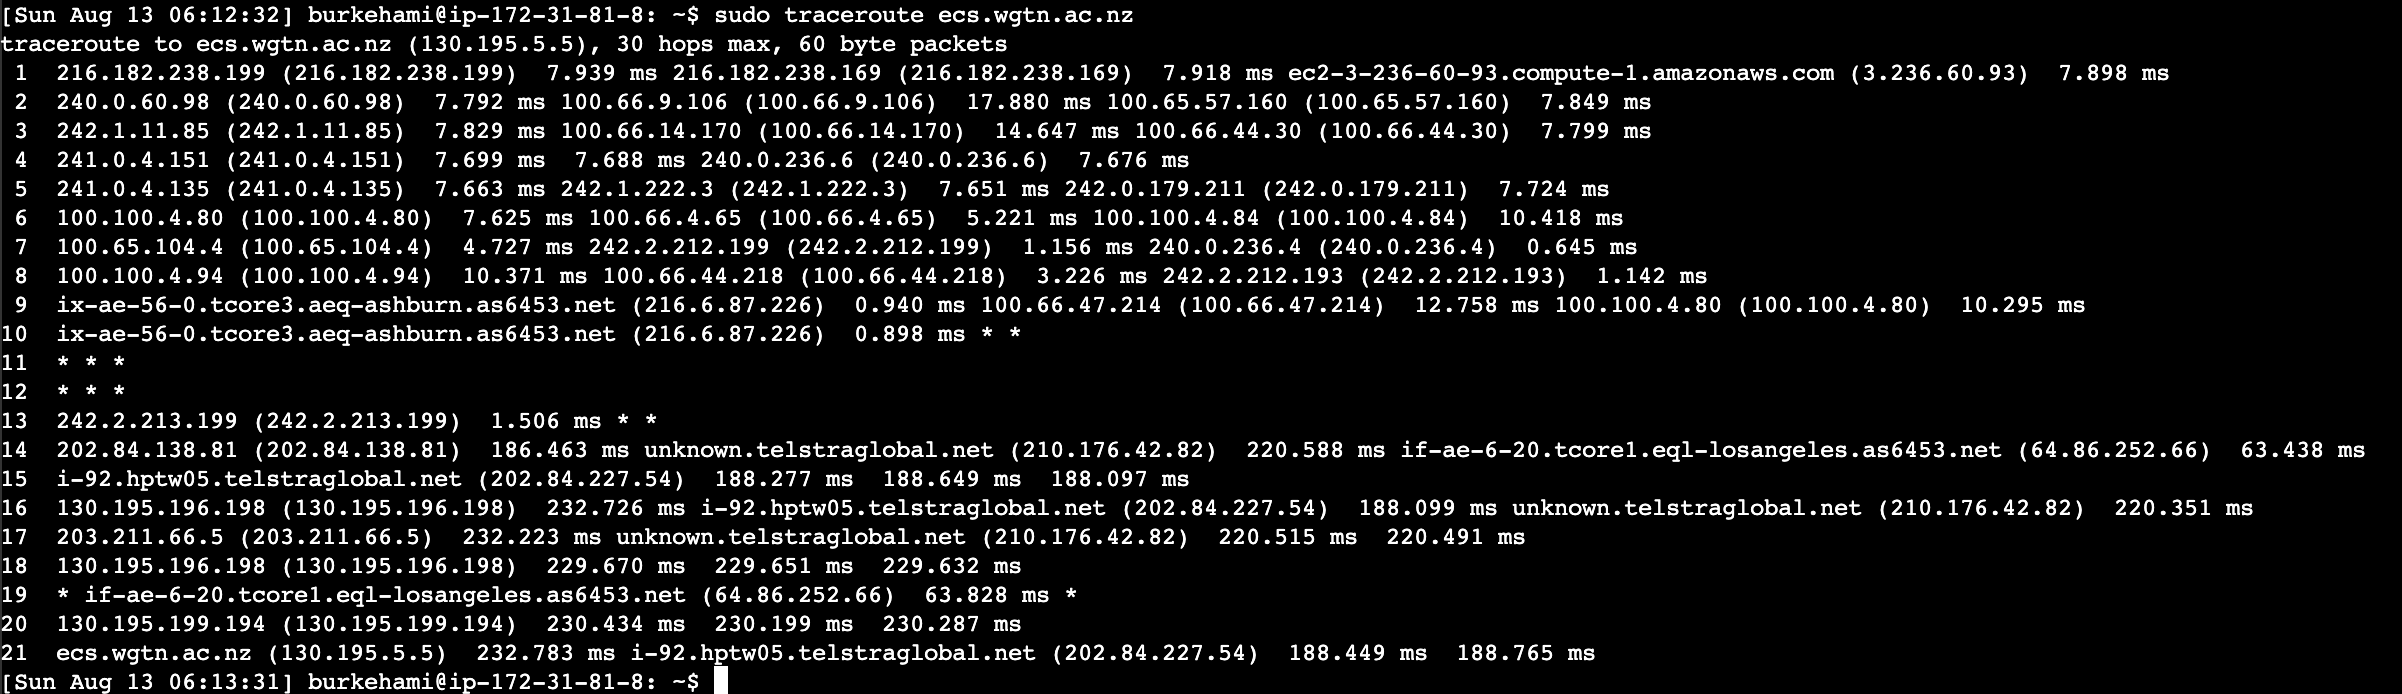 [Sun Aug 13 06:12:32] burkehami@ip-172-31-81-8: ~$ sudo traceroute ecs.wgtn.ac.nz
traceroute to ecs.wgtn.ac.nz (130.195.5.5), 30 hops max, 60 byte packets
 1  216.182.238.199 (216.182.238.199)  7.939 ms 216.182.238.169 (216.182.238.169)  7.918 ms ec2-3-236-60-93.compute-1.amazonaws.com (3.236.60.93)  7.898 ms
 2  240.0.60.98 (240.0.60.98)  7.792 ms 100.66.9.106 (100.66.9.106)  17.880 ms 100.65.57.160 (100.65.57.160)  7.849 ms
 3  242.1.11.85 (242.1.11.85)  7.829 ms 100.66.14.170 (100.66.14.170)  14.647 ms 100.66.44.30 (100.66.44.30)  7.799 ms
 4  241.0.4.151 (241.0.4.151)  7.699 ms  7.688 ms 240.0.236.6 (240.0.236.6)  7.676 ms
 5  241.0.4.135 (241.0.4.135)  7.663 ms 242.1.222.3 (242.1.222.3)  7.651 ms 242.0.179.211 (242.0.179.211)  7.724 ms
 6  100.100.4.80 (100.100.4.80)  7.625 ms 100.66.4.65 (100.66.4.65)  5.221 ms 100.100.4.84 (100.100.4.84)  10.418 ms
 7  100.65.104.4 (100.65.104.4)  4.727 ms 242.2.212.199 (242.2.212.199)  1.156 ms 240.0.236.4 (240.0.236.4)  0.645 ms
 8  100.100.4.94 (100.100.4.94)  10.371 ms 100.66.44.218 (100.66.44.218)  3.226 ms 242.2.212.193 (242.2.212.193)  1.142 ms
 9  ix-ae-56-0.tcore3.aeq-ashburn.as6453.net (216.6.87.226)  0.940 ms 100.66.47.214 (100.66.47.214)  12.758 ms 100.100.4.80 (100.100.4.80)  10.295 ms
10  ix-ae-56-0.tcore3.aeq-ashburn.as6453.net (216.6.87.226)  0.898 ms * *
11  * * *
12  * * *
13  242.2.213.199 (242.2.213.199)  1.506 ms * *
14  202.84.138.81 (202.84.138.81)  186.463 ms unknown.telstraglobal.net (210.176.42.82)  220.588 ms if-ae-6-20.tcore1.eql-losangeles.as6453.net (64.86.252.66)  63.438 ms
15  i-92.hptw05.telstraglobal.net (202.84.227.54)  188.277 ms  188.649 ms  188.097 ms
16  130.195.196.198 (130.195.196.198)  232.726 ms i-92.hptw05.telstraglobal.net (202.84.227.54)  188.099 ms unknown.telstraglobal.net (210.176.42.82)  220.351 ms
17  203.211.66.5 (203.211.66.5)  232.223 ms unknown.telstraglobal.net (210.176.42.82)  220.515 ms  220.491 ms
18  130.195.196.198 (130.195.196.198)  229.670 ms  229.651 ms  229.632 ms
19  * if-ae-6-20.tcore1.eql-losangeles.as6453.net (64.86.252.66)  63.828 ms *
20  130.195.199.194 (130.195.199.194)  230.434 ms  230.199 ms  230.287 ms
21  ecs.wgtn.ac.nz (130.195.5.5)  232.783 ms i-92.hptw05.telstraglobal.net (202.84.227.54)  188.449 ms  188.765 ms
[Sun Aug 13 06:13:31] burkehami@ip-172-31-81-8: ~$